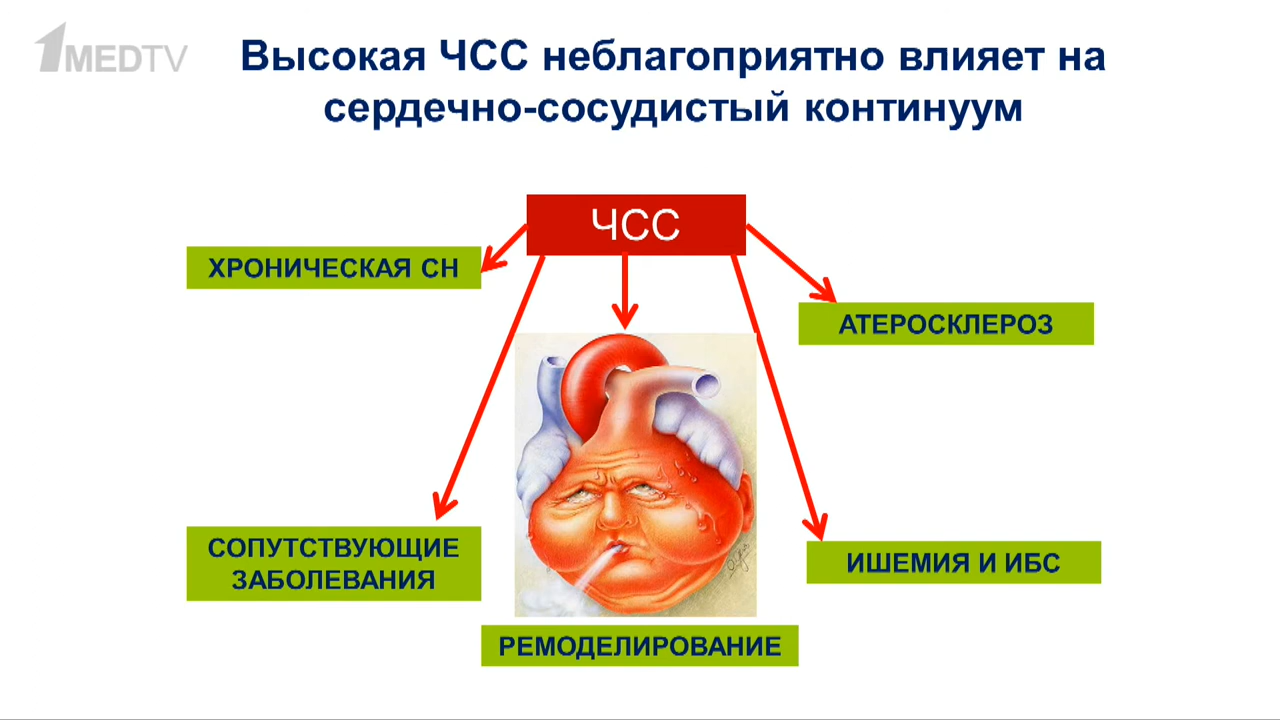 1MEDTV
Высокая ЧСС неблагоприятно влияет на
сердечно-сосудистый континуум
ЧСС
ХРОНИЧЕСКАЯ СН
АТЕРОСКЛЕРОЗ
СОПУТСТВУЮЩИЕ
ЗАБОЛЕВАНИЯ
ИШЕМИЯ И ИБС
РЕМОДЕЛИРОВАНИЕ